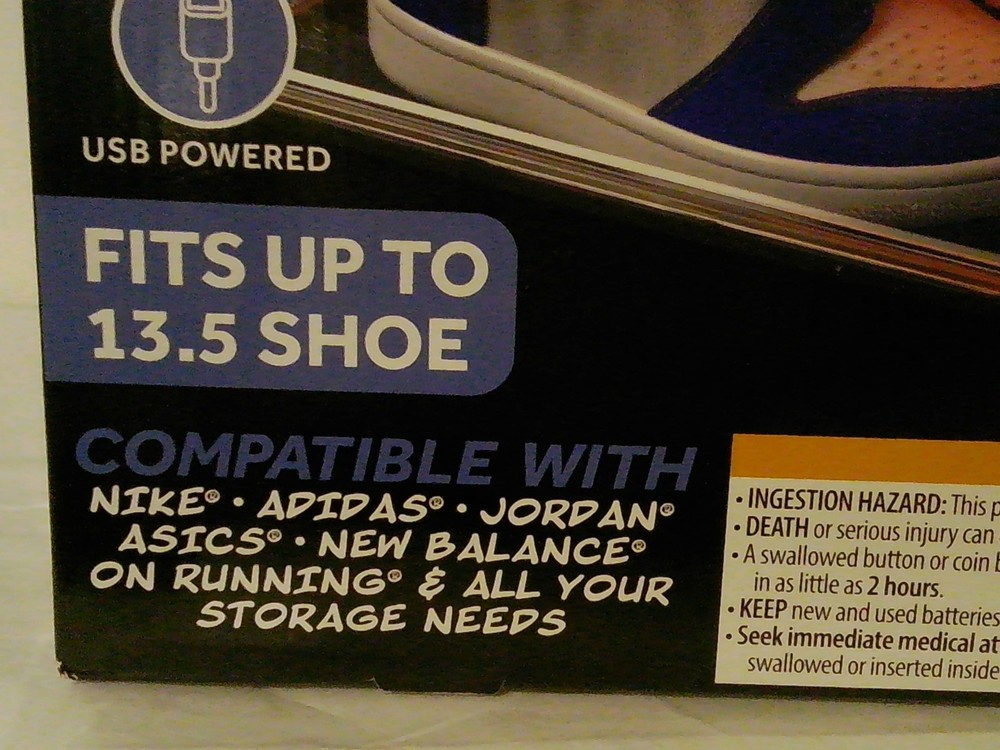 USB POWERED
FITS UP TO
13.5 SHOE
COMPATIBLE WITH
NIKE® • ADIDAS® • JORDAN®
ASICS® • NEW BALANCE®
ON RUNNING® & ALL YOUR
STORAGE NEEDS
• INGESTION HAZARD: This p
• DEATH or serious injury can
• A swallowed button or coin b
in as little as 2 hours.
• KEEP new and used batteries
• Seek immediate medical at
swallowed or inserted inside